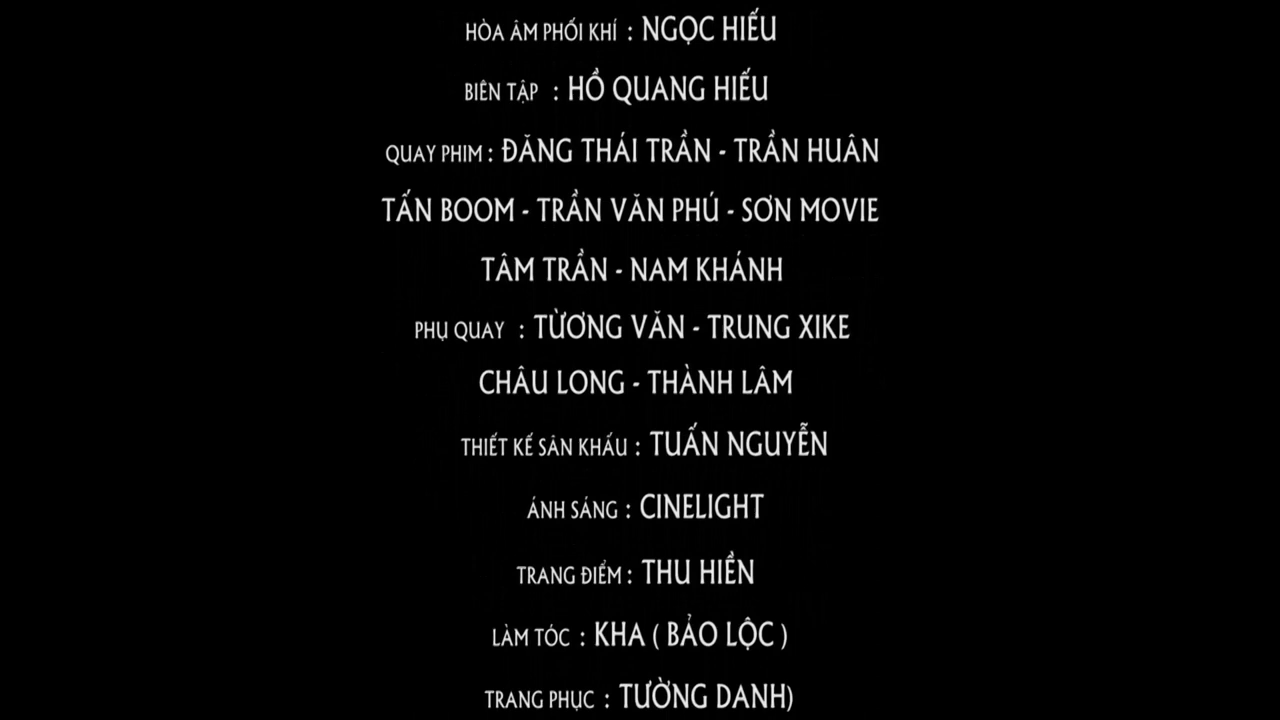 HÒA ÂM PHỐI KHÍ : NGỌC HIẾU
BIÊN TẬP : HỒ QUANG HIẾU
QUAY PHIM : ĐĂNG THÁI TRẦN - TRẦN HUÂN
TẤN BOOM - TRẦN VĂN PHÚ - SƠN MOVIE
TÂM TRẦN - NAM KHÁNH
PHỤ QUAY : TỪƠNG VĂN - TRUNG XIKE
CHÂU LONG - THÀNH LÂM
THIẾT KẾ SÂN KHẤU : TUẤN NGUYỄN
ÁNH SÁNG : CINELIGHT
TRANG ĐIỂM : THU HIỀN
LÀM TÓC : KHA ( BẢO LỘC )
TRANG PHỤC : TƯỜNG DANH)